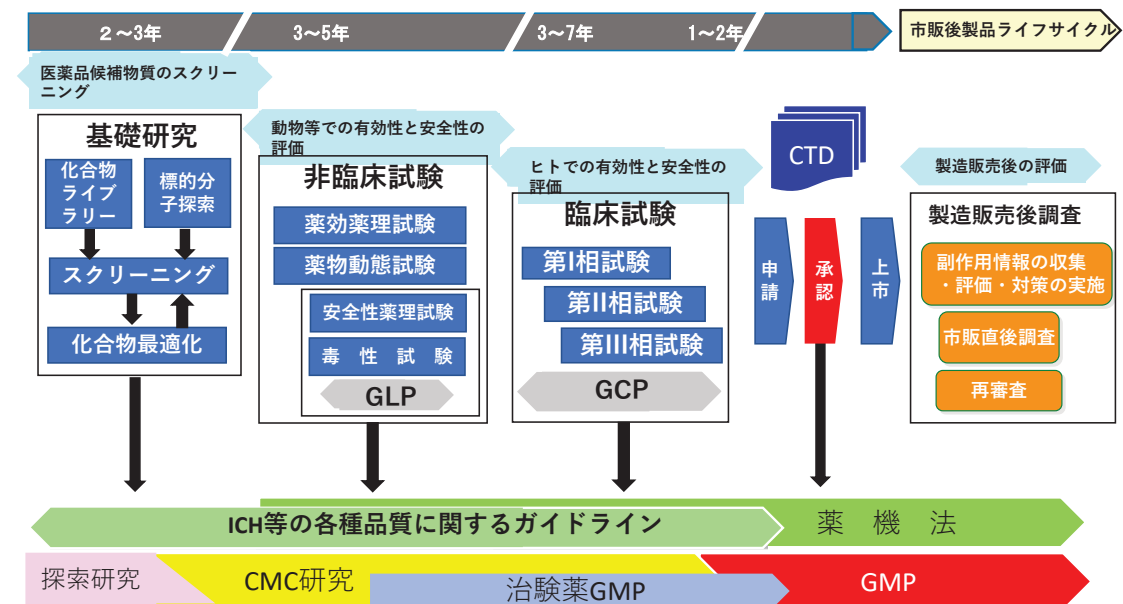 ２～3年
3～5年
3～7年
1～2年
市販後製品ライフサイクル
医薬品候補物質のスクリー
ニング
基礎研究
化合物
ライブ
ラリー
標的分
子探索
スクリーニング
化合物最適化
動物等での有効性と安全性の
評価
非臨床試験
薬効薬理試験
薬物動態試験
安全性薬理試験
毒 性 試 験
GLP
ヒトでの有効性と安全性の
評価
臨床試験
第I相試験
第II相試験
第III相試験
GCP
CTD
申
請
承
認
上
市
製造販売後の評価
製造販売後調査
副作用情報の収集
・評価・対策の実施
市販直後調査
再審査
ICH等の各種品質に関するガイドライン
薬 機 法
探索研究
CMC研究
治験薬GMP
GMP